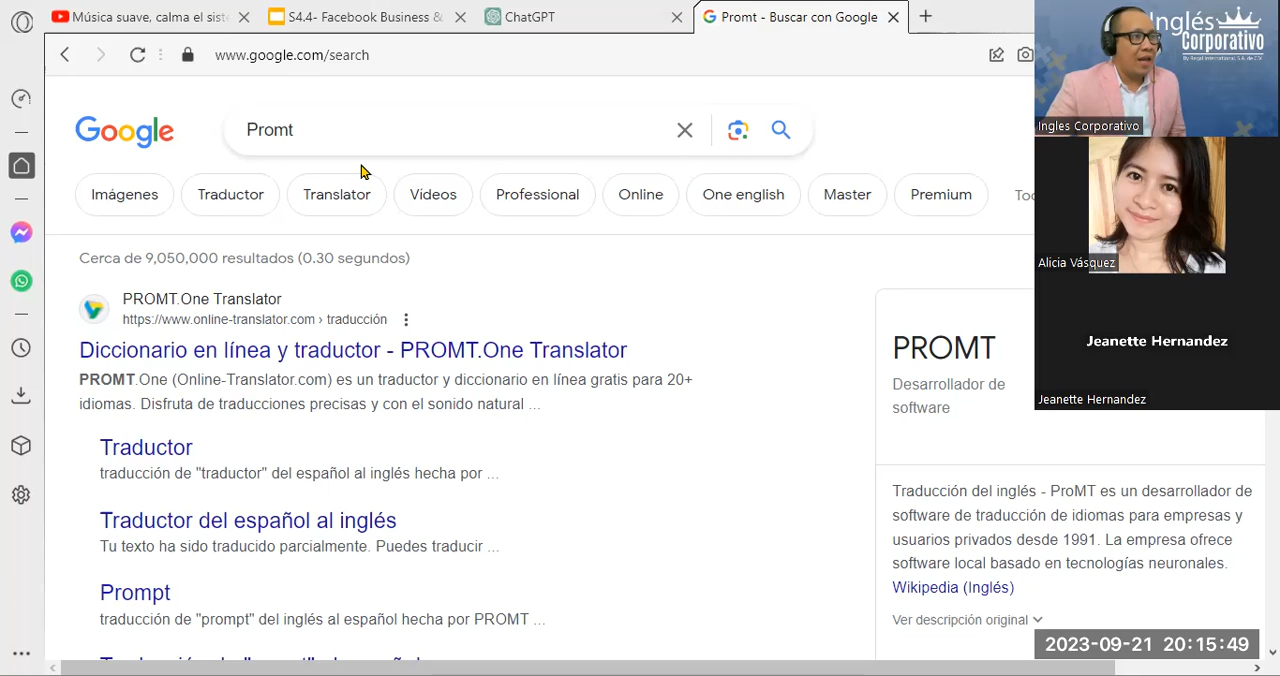 Música suave, calma el sist
S4.4- Facebook Business &
ChatGPT
Promt - Buscar con Google
www.google.com/search
Google
Promt
Imágenes
Traductor
Translator
Vídeos
Professional
Online
One english
Master
Premium
Too
Cerca de 9,050,000 resultados (0.30 segundos)
PROMT.One Translator
https://www.online-translator.com › traducción
Diccionario en línea y traductor - PROMT.One Translator
PROMT.One (Online-Translator.com) es un traductor y diccionario en línea gratis para 20+
idiomas. Disfruta de traducciones precisas y con el sonido natural ...
Traductor
traducción de "traductor" del español al inglés hecha por ...
Traductor del español al inglés
Tu texto ha sido traducido parcialmente. Puedes traducir ...
Prompt
traducción de "prompt" del inglés al español hecha por PROMT ...
PROMT
Desarrollador de
software
Traducción del inglés - ProMT es un desarrollador de
software de traducción de idiomas para empresas y
usuarios privados desde 1991. La empresa ofrece
software local basado en tecnologías neuronales.
Wikipedia (Inglés)
Ver descripción original
Inglés
Corporativo
By Regal International, S.A. de C.V.
Ingles Corporativo
Alicia Vásquez
Jeanette Hernandez
Jeanette Hernandez
2023-09-21 20:15:49